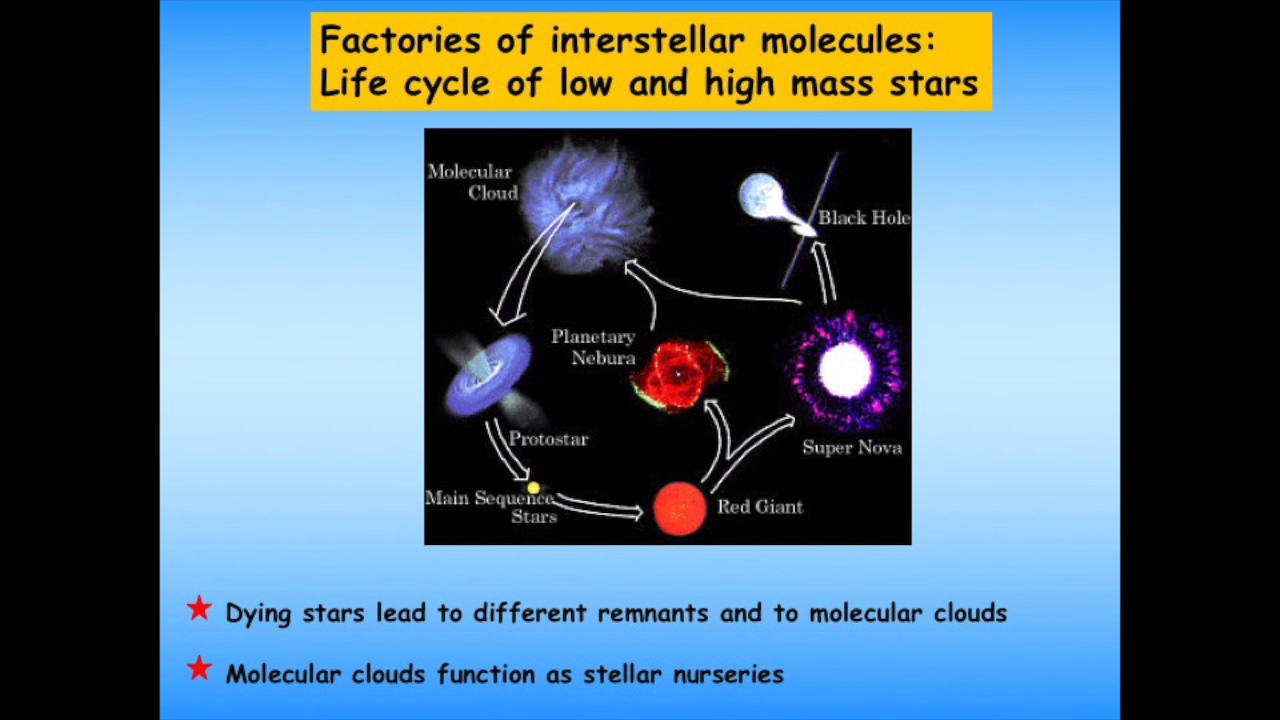 Factories of interstellar molecules:
Life cycle of low and high mass stars
Molecular
Cloud
Black Hole
Planetary
Nebura
Protostar
Super Nova
Main Sequence
Stars
Red Giant
Dying stars lead to different remnants and to molecular clouds
Molecular clouds function as stellar nurseries